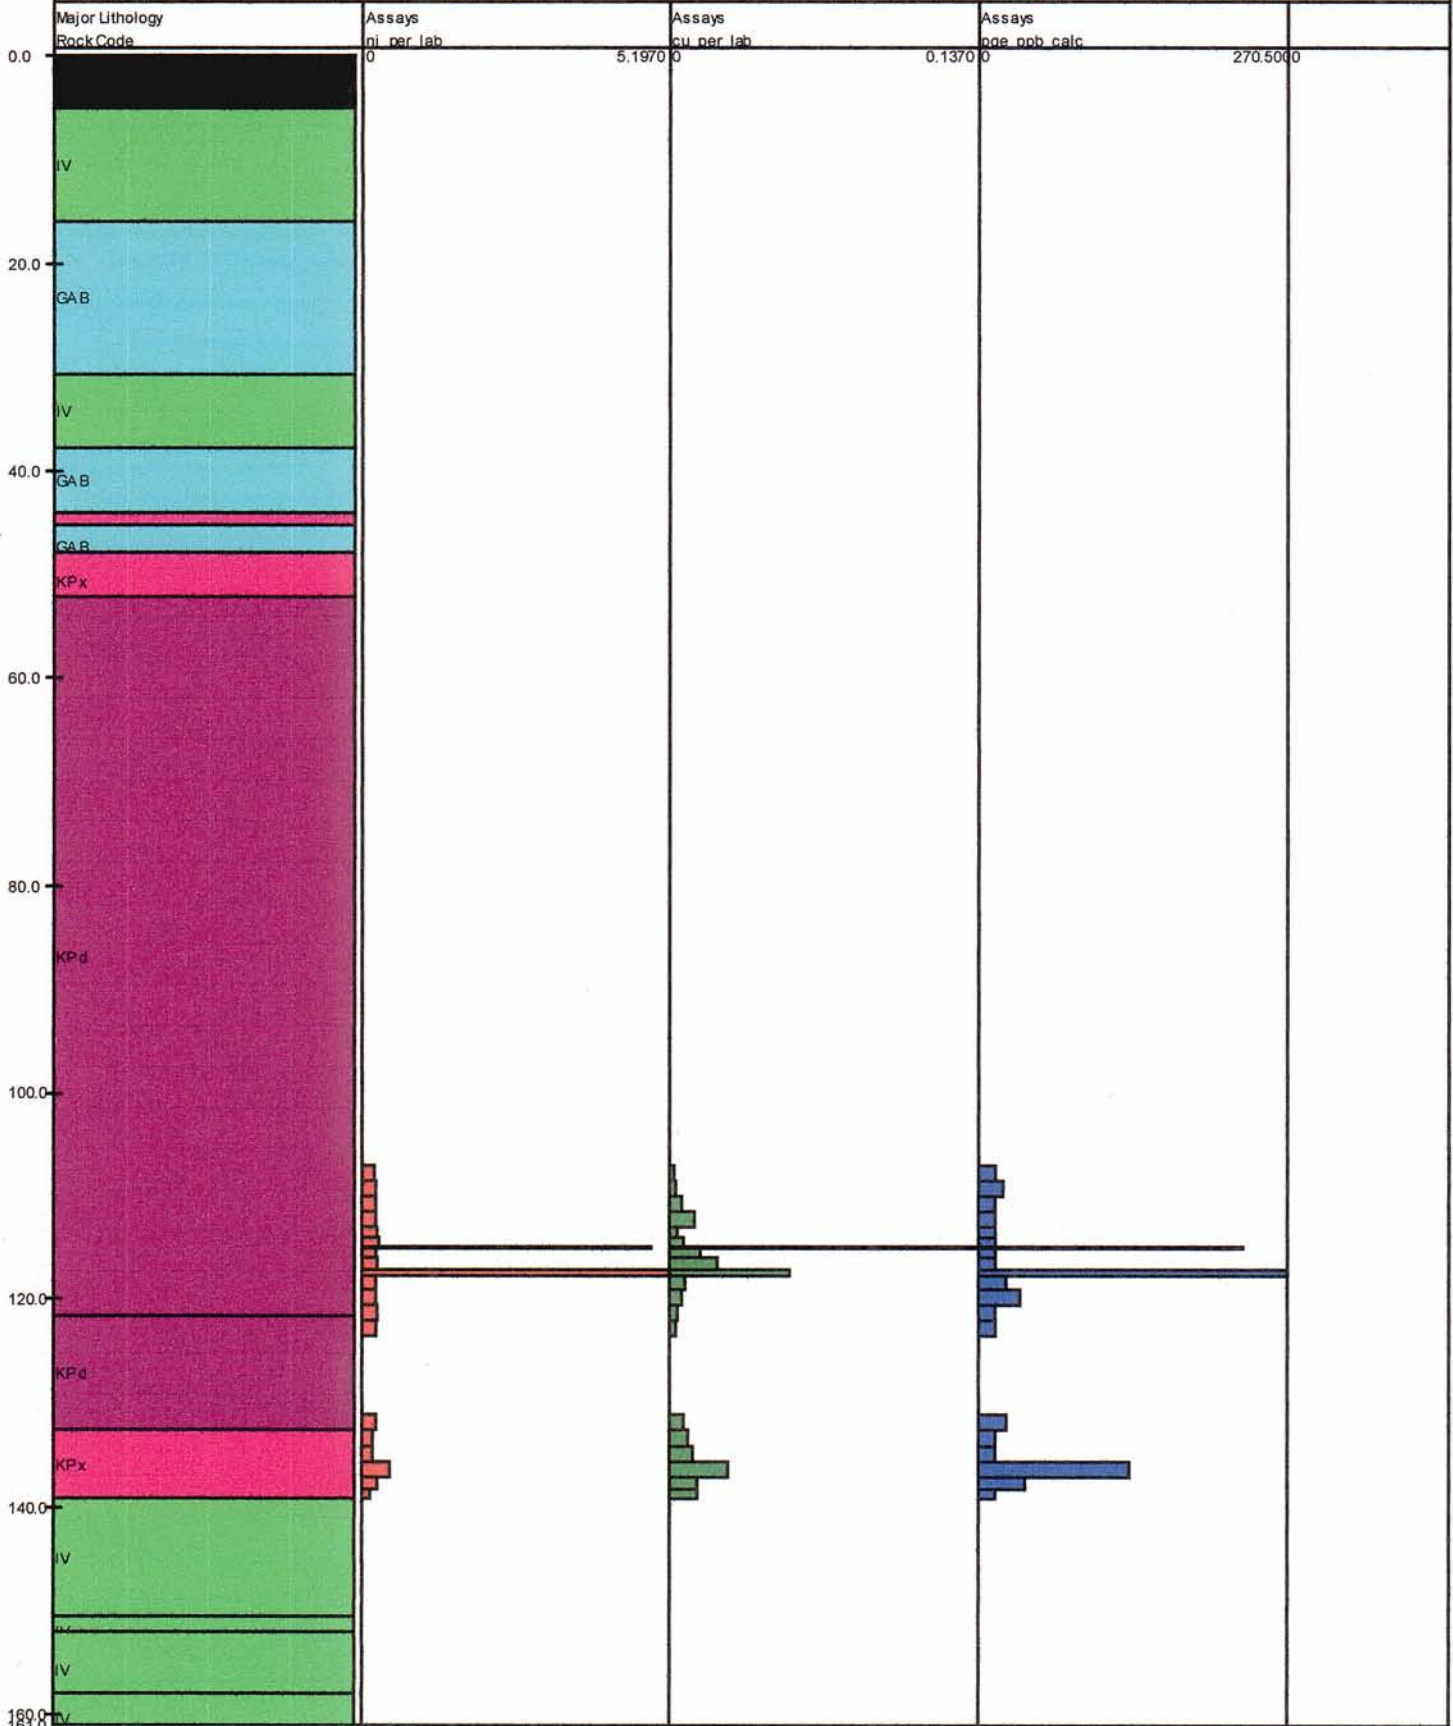 Major Lithology Assays Assays Assays
Rock Code ni_per_lab cu_per_lab pge_ppb_calc
0.0 0 5.1970 0 0.1370 0 270.5000
IV
20.0
GAB
IV
40.0
GAB
GAB
KPx
60.0
80.0
KPd
100.0
120.0
KPd
KPx
140.0
IV
IV
IV
160.0
IV